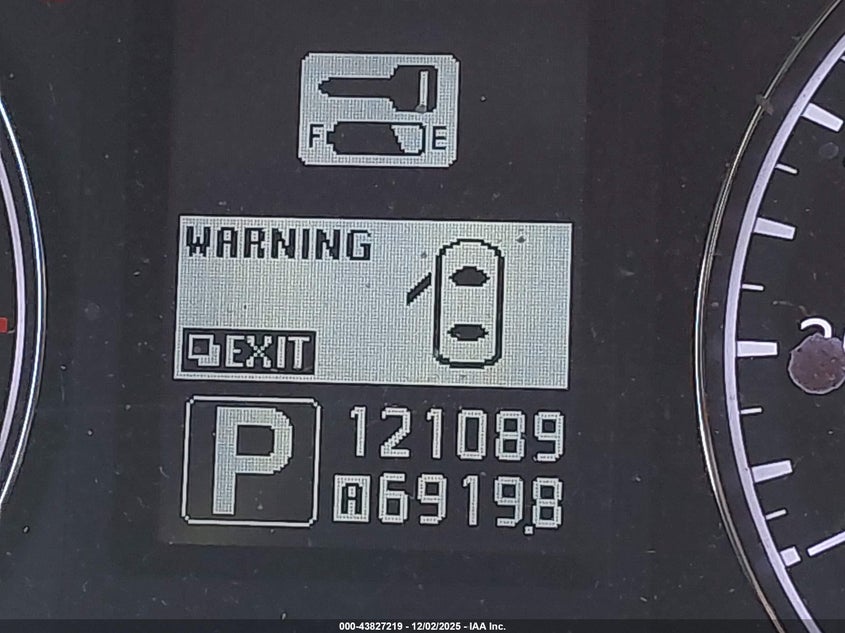 F E
WARNING
EXIT
P
121089
A 6919.8
000-43827219 - 12/02/2025 - IAA Inc.